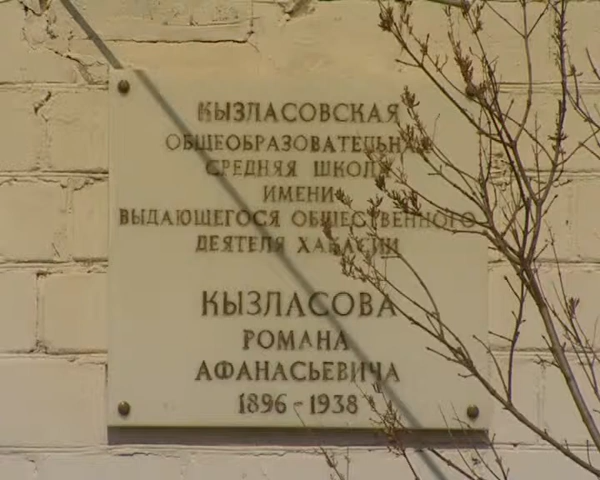 КЫЗЛАСОВСКАЯ
ОБЩЕОБРАЗОВАТЕЛЬНАЯ
СРЕДНЯЯ ШКОЛА
ИМЕНИ
ВЫДАЮЩЕГОСЯ ОБЩЕСТВЕННОГО
ДЕЯТЕЛЯ ХАКАСИИ
КЫЗЛАСОВА
РОМАНА
АФАНАСЬЕВИЧА
1896-1938